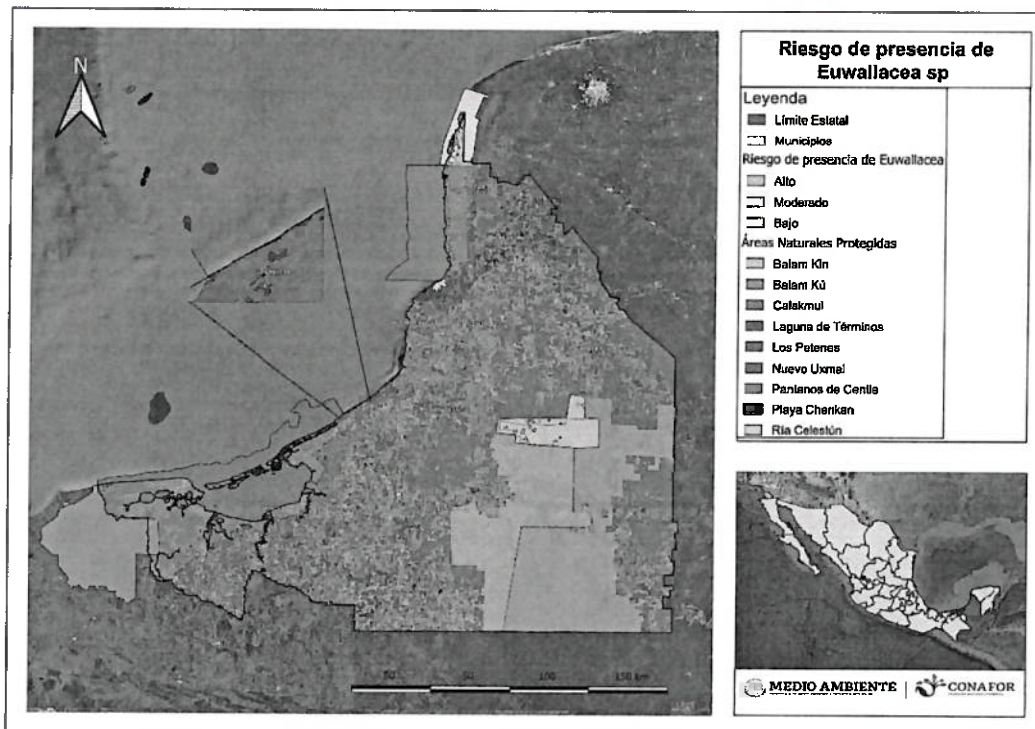 N
50
50
100
150 km
Riesgo de presencia de
Euwallacea sp
Leyenda
Límite Estatal
Municipios
Riesgo de presencia de Euwallacea
Alto
Moderado
Bajo
Áreas Naturales Protegidas
Balam Kin
Balam Kú
Calakmul
Laguna de Términos
Los Petenes
Nuevo Uxmal
Pantanos de Centla
Playa Chenkan
Ría Celestún
MEDIO AMBIENTE | CONAFOR